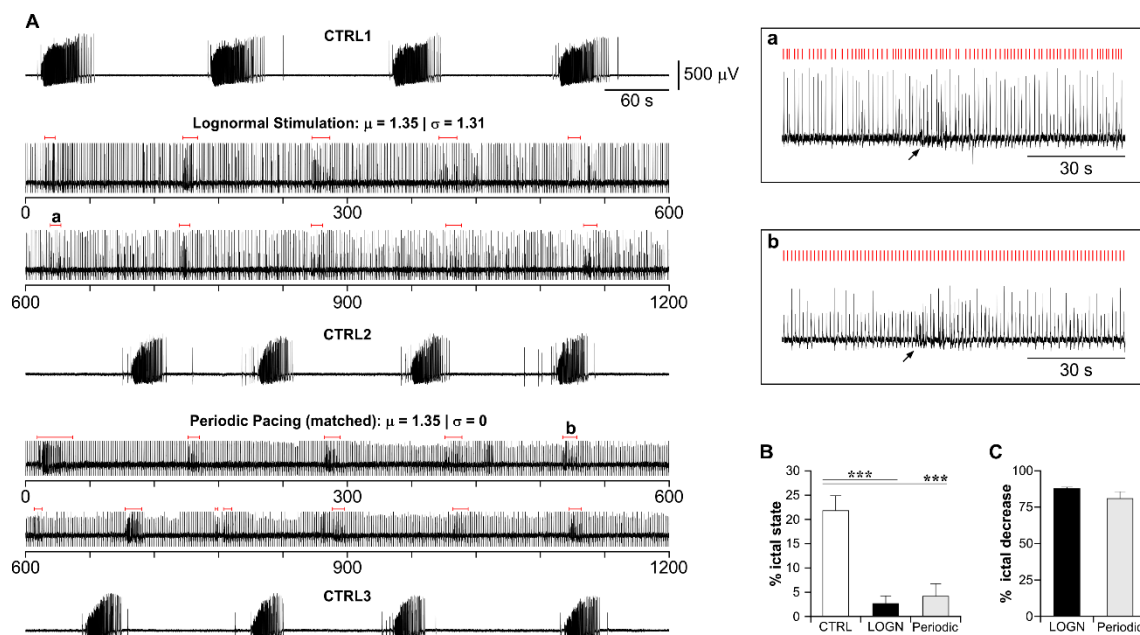 A
CTRL1
500 μV
60 s
Lognormal Stimulation: μ = 1.35 | σ = 1.31
0 300 600
a
600 900 1200
CTRL2
Periodic Pacing (matched): μ = 1.35 | σ = 0
b
0 300 600
600 900 1200
CTRL3
a
30 s
b
30 s
B
% ictal state
30
25
20
15
10
5
0
*** ***
CTRL LOGN Periodic
C
% ictal decrease
100
75
50
25
0
LOGN Periodic